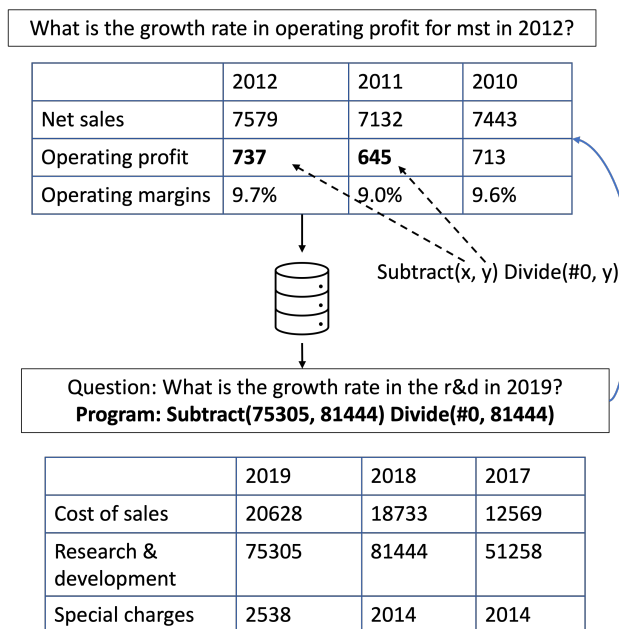 What is the growth rate in operating profit for mst in 2012?
2012 2011 2010
Net sales 7579 7132 7443
Operating profit 737 645 713
Operating margins 9.7% 9.0% 9.6%
Subtract(x, y) Divide(#0, y)
Question: What is the growth rate in the r&d in 2019?
Program: Subtract(75305, 81444) Divide(#0, 81444)
2019 2018 2017
Cost of sales 20628 18733 12569
Research & 75305 81444 51258
development
Special charges 2538 2014 2014